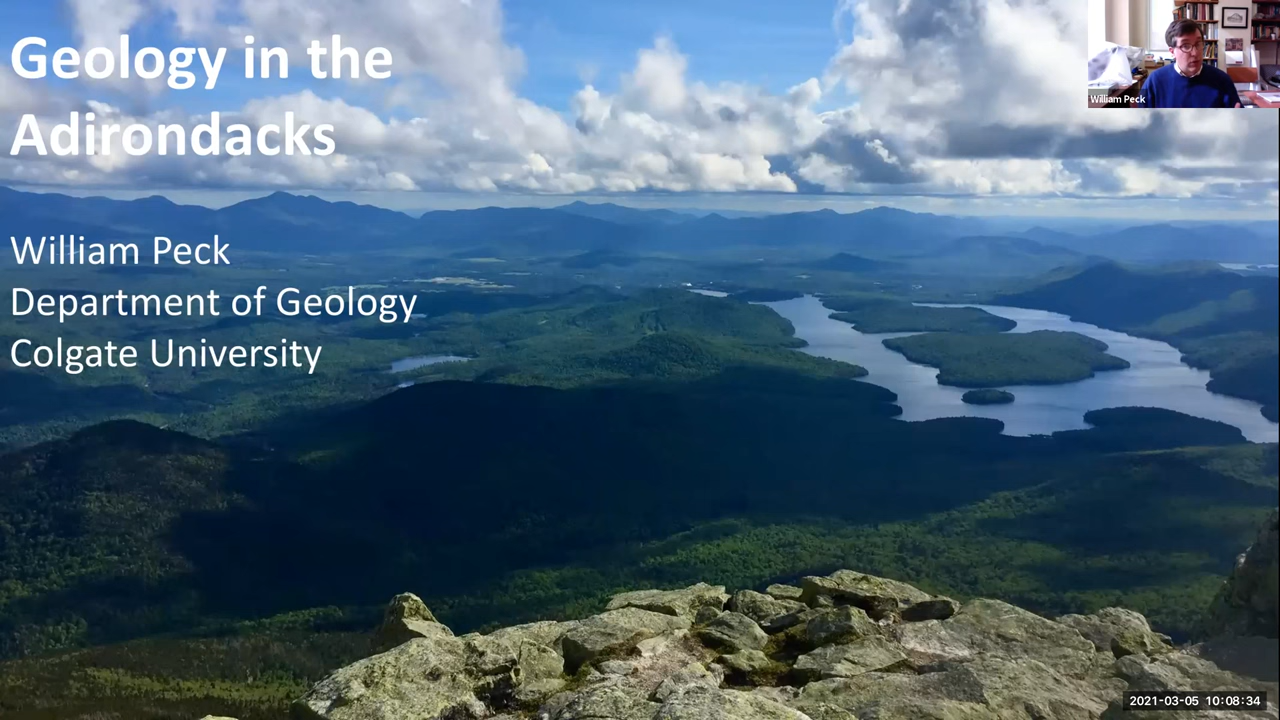 Geology in the
Adirondacks
William Peck
Department of Geology
Colgate University
William Peck
2021-03-05 10:08:34